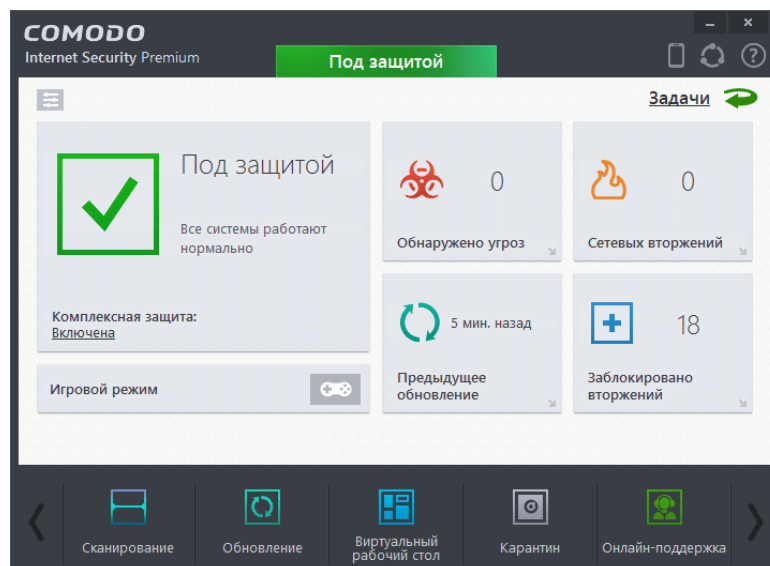 COMODO
Internet Security Premium
Под защитой
Задачи
Под защитой
Все системы работают
нормально
Комплексная защита:
Включена
Игровой режим
0
Обнаружено угроз
0
Сетевых вторжений
5 мин. назад
Предыдущее
обновление
18
Заблокировано
вторжений
Сканирование
Обновление
Виртуальный
рабочий стол
Карантин
Онлайн-поддержка